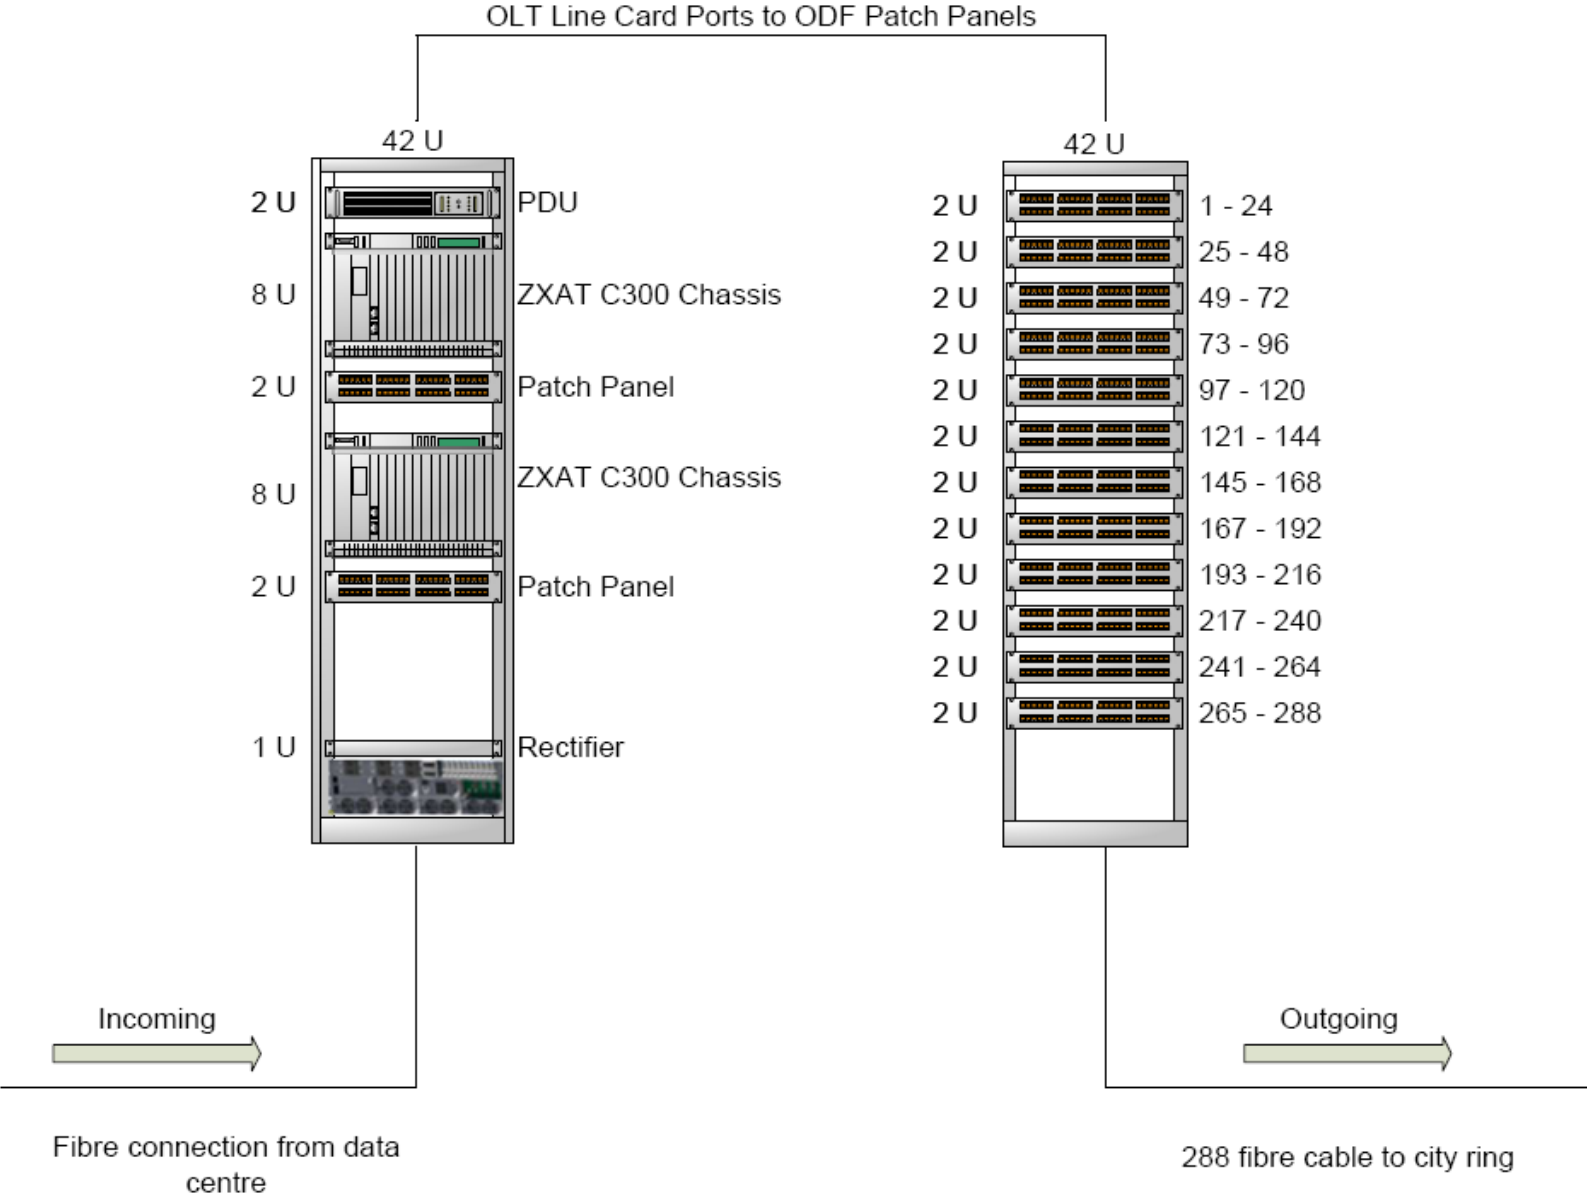 OLT Line Card Ports to ODF Patch Panels
42 U
2 U PDU
8 U ZXAT C300 Chassis
2 U Patch Panel
8 U ZXAT C300 Chassis
2 U Patch Panel
1 U Rectifier
42 U
2 U 1 - 24
2 U 25 - 48
2 U 49 - 72
2 U 73 - 96
2 U 97 - 120
2 U 121 - 144
2 U 145 - 168
2 U 167 - 192
2 U 193 - 216
2 U 217 - 240
2 U 241 - 264
2 U 265 - 288
Incoming
Fibre connection from data
centre
Outgoing
288 fibre cable to city ring